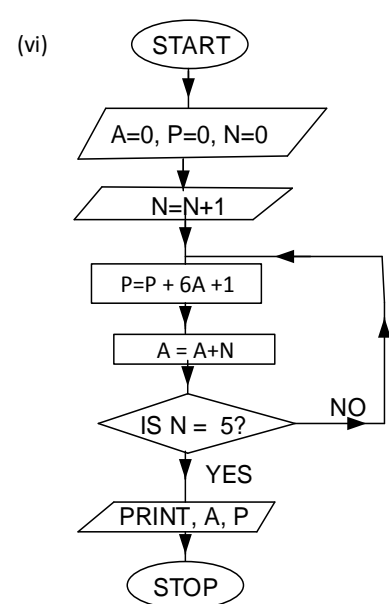 (vi)
START
A=0, P=0, N=0
N=N+1
P=P + 6A +1
A = A+N
IS N = 5?
NO
YES
PRINT, A, P
STOP